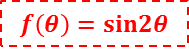 f(θ) = sin2θ